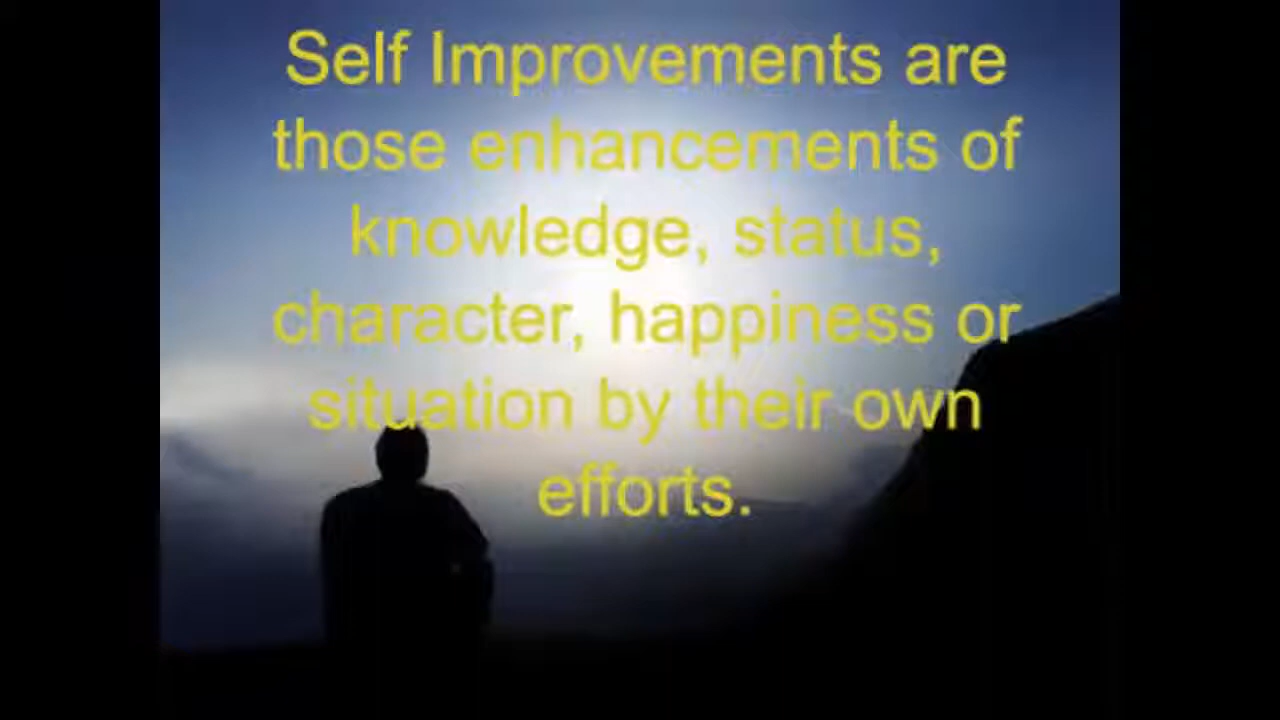 Self Improvements are
those enhancements of
knowledge, status,
character, happiness or
situation by their own
efforts.